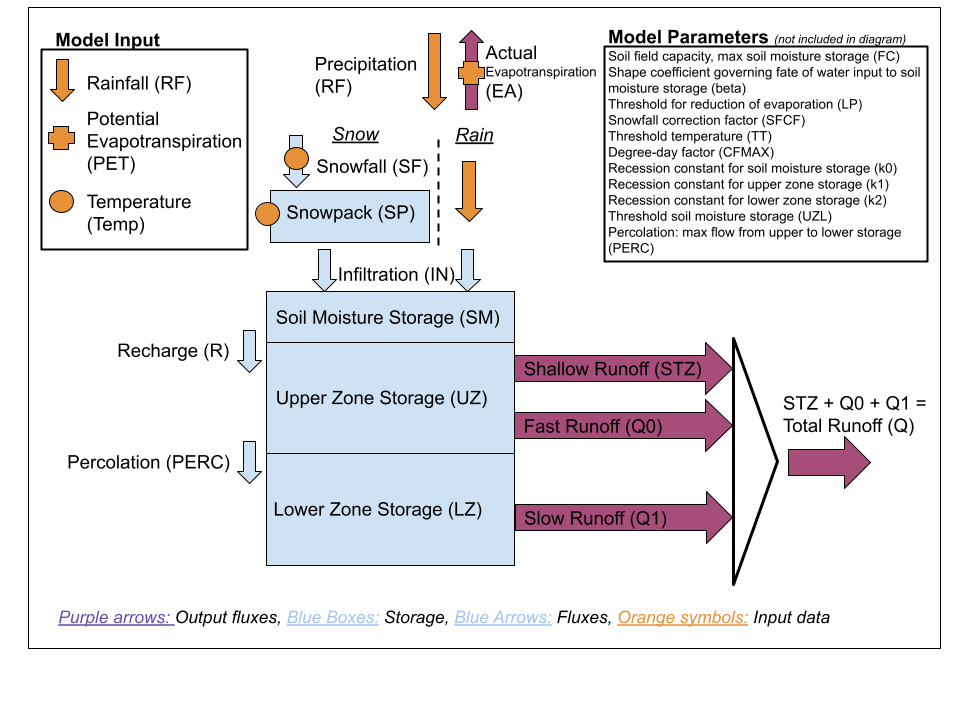 Model Input
Rainfall (RF)
Potential
Evapotranspiration
(PET)
Temperature
(Temp)
Precipitation
(RF)
Actual
Evapotranspiration
(EA)
Model Parameters (not included in diagram)
Soil field capacity, max soil moisture storage (FC)
Shape coefficient governing fate of water input to soil
moisture storage (beta)
Threshold for reduction of evaporation (LP)
Snowfall correction factor (SFCF)
Threshold temperature (TT)
Degree-day factor (CFMAX)
Recession constant for soil moisture storage (k0)
Recession constant for upper zone storage (k1)
Recession constant for lower zone storage (k2)
Threshold soil moisture storage (UZL)
Percolation: max flow from upper to lower storage
(PERC)
Snow
Rain
Snowfall (SF)
Snowpack (SP)
Infiltration (IN)
Soil Moisture Storage (SM)
Recharge (R)
Upper Zone Storage (UZ)
Shallow Runoff (STZ)
Fast Runoff (Q0)
STZ + Q0 + Q1 =
Total Runoff (Q)
Percolation (PERC)
Lower Zone Storage (LZ)
Slow Runoff (Q1)
Purple arrows: Output fluxes, Blue Boxes: Storage, Blue Arrows: Fluxes, Orange symbols: Input data